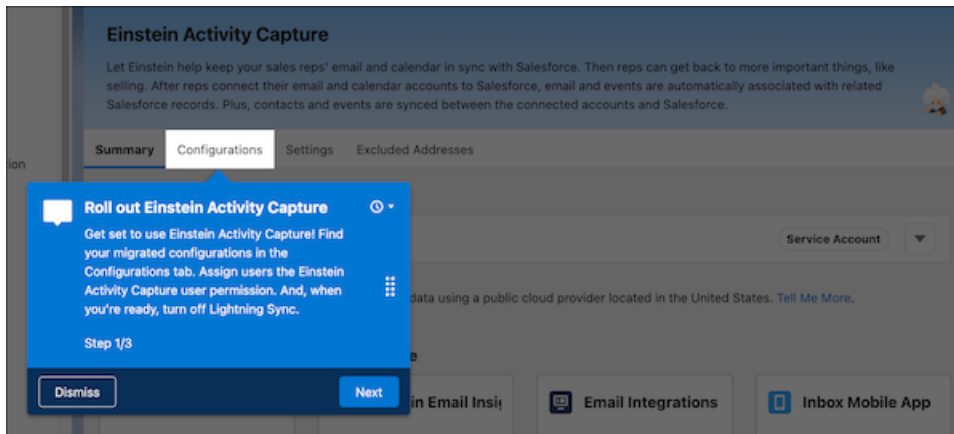 Einstein Activity Capture
Let Einstein help keep your sales reps' email and calendar in sync with Salesforce. Then reps can get back to more important things, like
selling. After reps connect their email and calendar accounts to Salesforce, email and events are automatically associated with related
Salesforce records. Plus, contacts and events are synced between the connected accounts and Salesforce.
Summary Configurations Settings Excluded Addresses
tion
Roll out Einstein Activity Capture
Get set to use Einstein Activity Capture! Find
your migrated configurations in the
Configurations tab. Assign users the Einstein
Activity Capture user permission. And, when
you're ready, turn off Lightning Sync.
Step 1/3
Dismiss Next
Service Account
data using a public cloud provider located in the United States. Tell Me More.
e
in Email Insi
Email Integrations
Inbox Mobile App